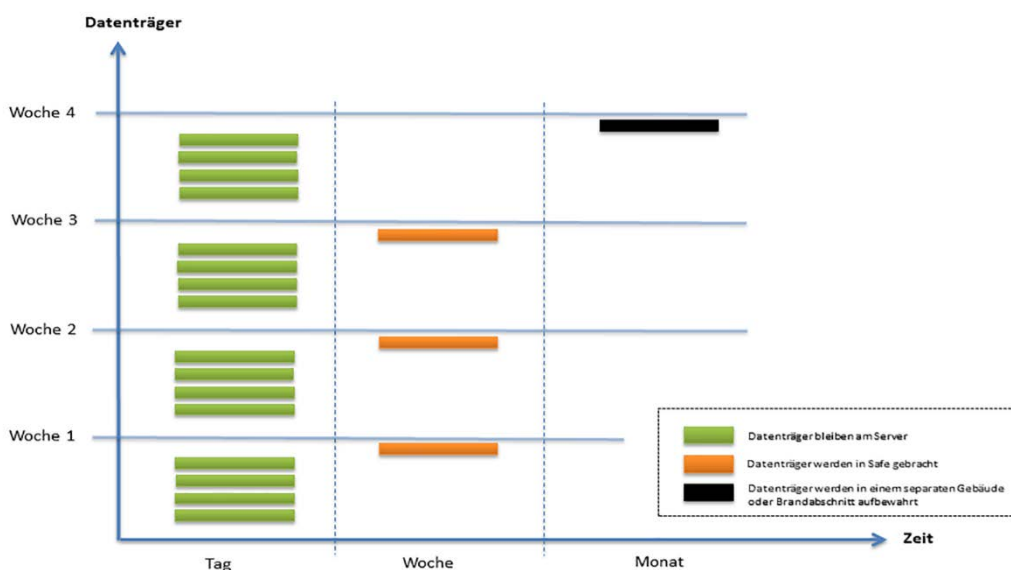 Datenträger
Woche 4
Woche 3
Woche 2
Woche 1
Datenträger bleiben am Server
Datenträger werden in Safe gebracht
Datenträger werden in einem separaten Gebäude
oder Brandabschnitt aufbewahrt
Zeit
Tag
Woche
Monat